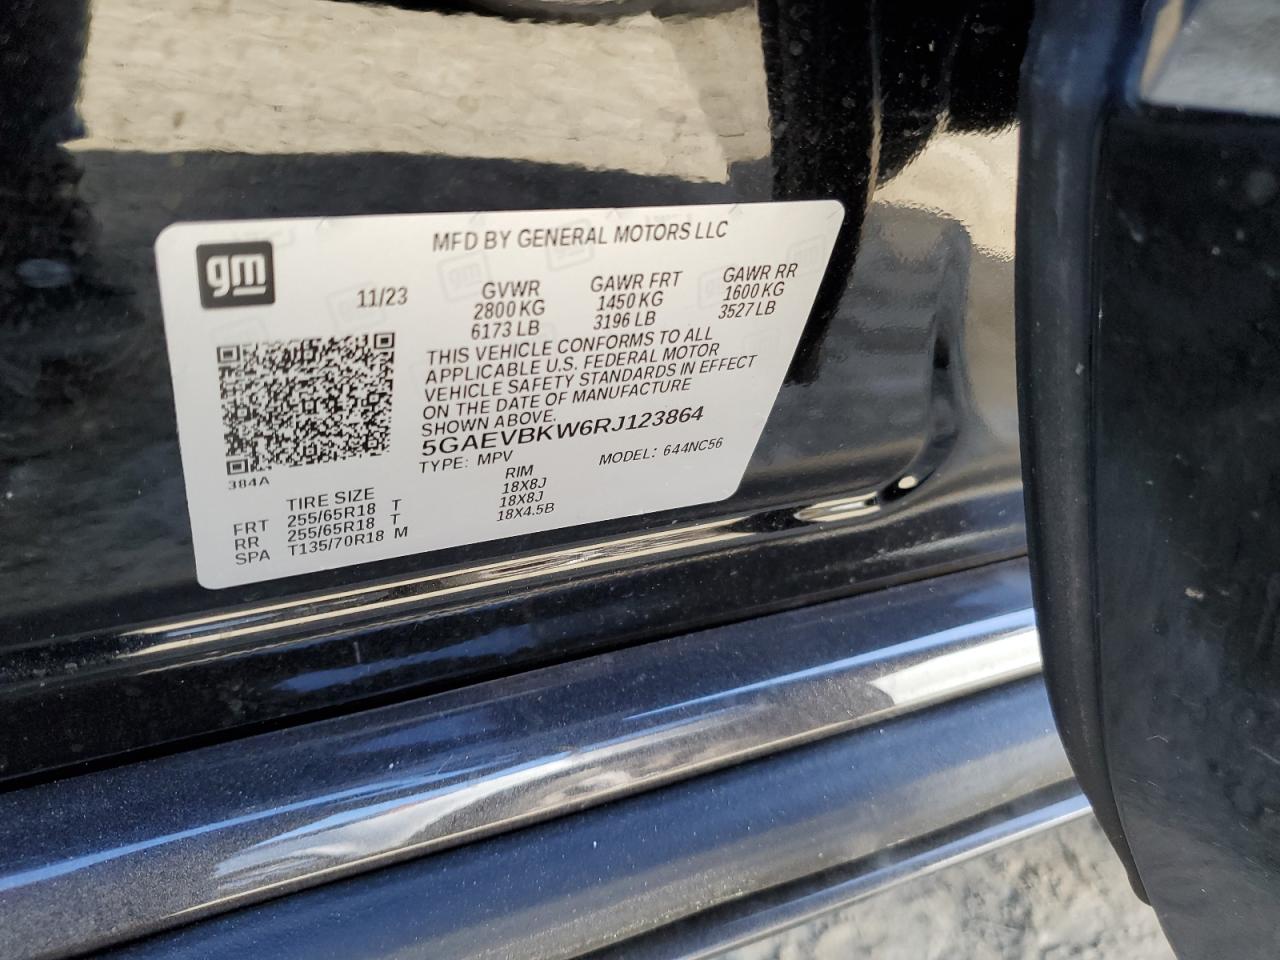 gm
MFD BY GENERAL MOTORS LLC
11/23
GVWR
2800 KG
6173 LB
GAWR FRT
1450 KG
3196 LB
GAWR RR
1600 KG
3527 LB
THIS VEHICLE CONFORMS TO ALL
APPLICABLE U.S. FEDERAL MOTOR
VEHICLE SAFETY STANDARDS IN EFFECT
ON THE DATE OF MANUFACTURE
SHOWN ABOVE.
5GAEVBKW6RJ123864
TYPE: MPV MODEL: 644NC56
384A
TIRE SIZE RIM
FRT 255/65R18 T 18X8J
RR 255/65R18 T 18X8J
SPA T135/70R18 M 18X4.5B